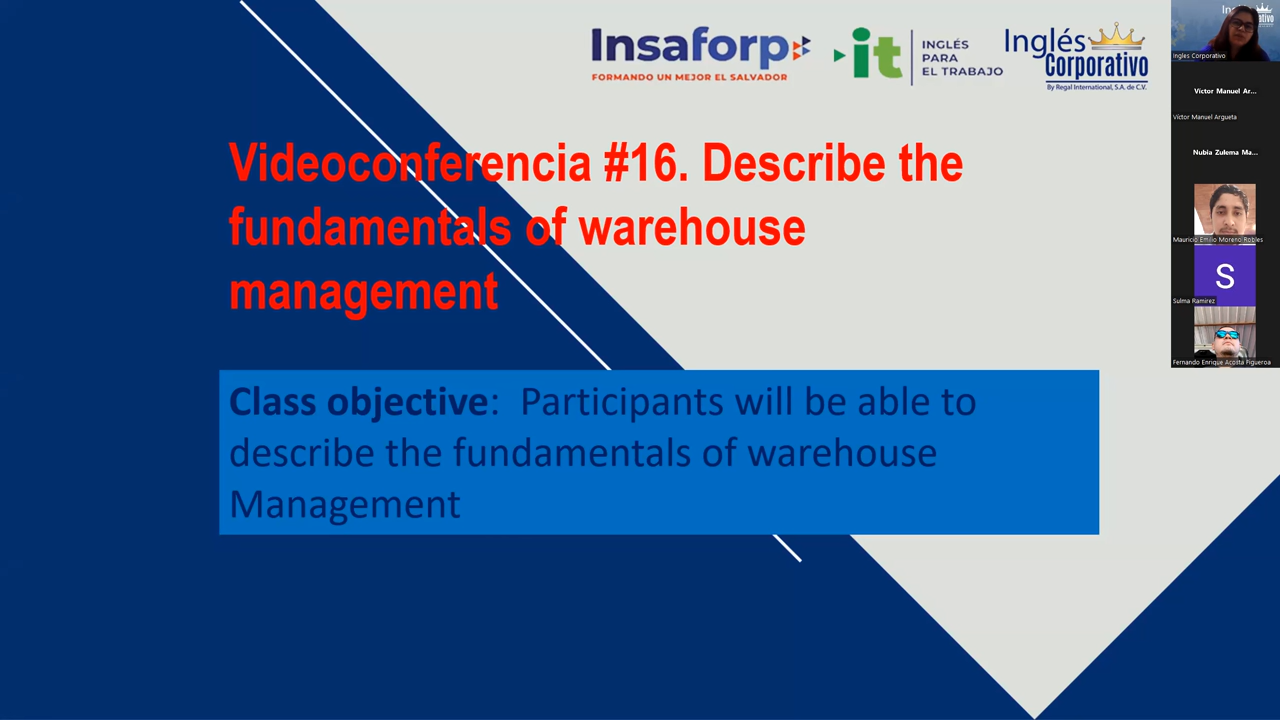 Insaforp
FORMANDO UN MEJOR EL SALVADOR
it
INGLÉS
PARA
EL TRABAJO
Inglés
Corporativo
By Regal International, S.A. de C.V.
Videoconferencia #16. Describe the
fundamentals of warehouse
management
Class objective: Participants will be able to
describe the fundamentals of warehouse
Management
Ingles Corporativo
Víctor Manuel Ar...
Víctor Manuel Argueta
Nubia Zulema Ma...
Mauricio Emilio Moreno Robles
S
Sulma Ramirez
Fernando Enrique Acosta Figueroa